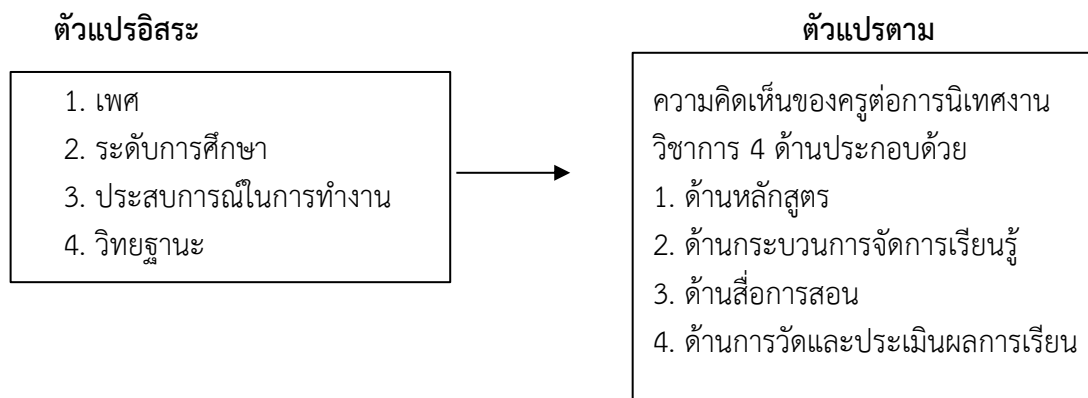 ตัวแปรอิสระ
1. เพศ
2. ระดับการศึกษา
3. ประสบการณ์ในการทำงาน
4. วิทยฐานะ
ตัวแปรตาม
ความคิดเห็นของครูต่อการนิเทศงาน
วิชาการ 4 ด้านประกอบด้วย
1. ด้านหลักสูตร
2. ด้านกระบวนการจัดการเรียนรู้
3. ด้านสื่อการสอน
4. ด้านการวัดและประเมินผลการเรียน